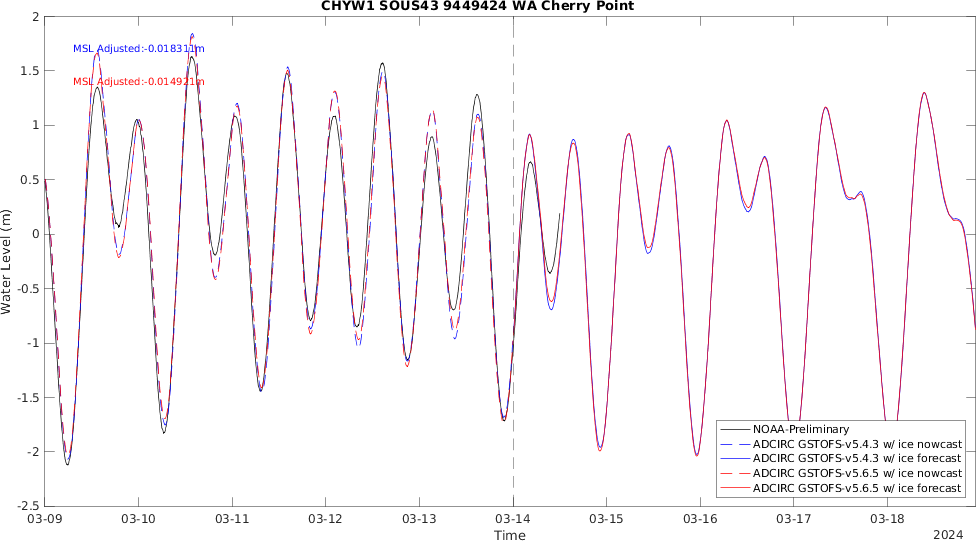 CHYW1 SOUS43 9449424 WA Cherry Point
MSL Adjusted:-0.018311m
MSL Adjusted:-0.014921m
Water Level (m)
2
1.5
1
0.5
0
-0.5
-1
-1.5
-2
-2.5
NOAA-Preliminary
ADCIRC GSTOFS-v5.4.3 w/ ice nowcast
ADCIRC GSTOFS-v5.4.3 w/ ice forecast
ADCIRC GSTOFS-v5.6.5 w/ ice nowcast
ADCIRC GSTOFS-v5.6.5 w/ ice forecast
03-09 03-10 03-11 03-12 03-13 03-14 03-15 03-16 03-17 03-18
Time
2024